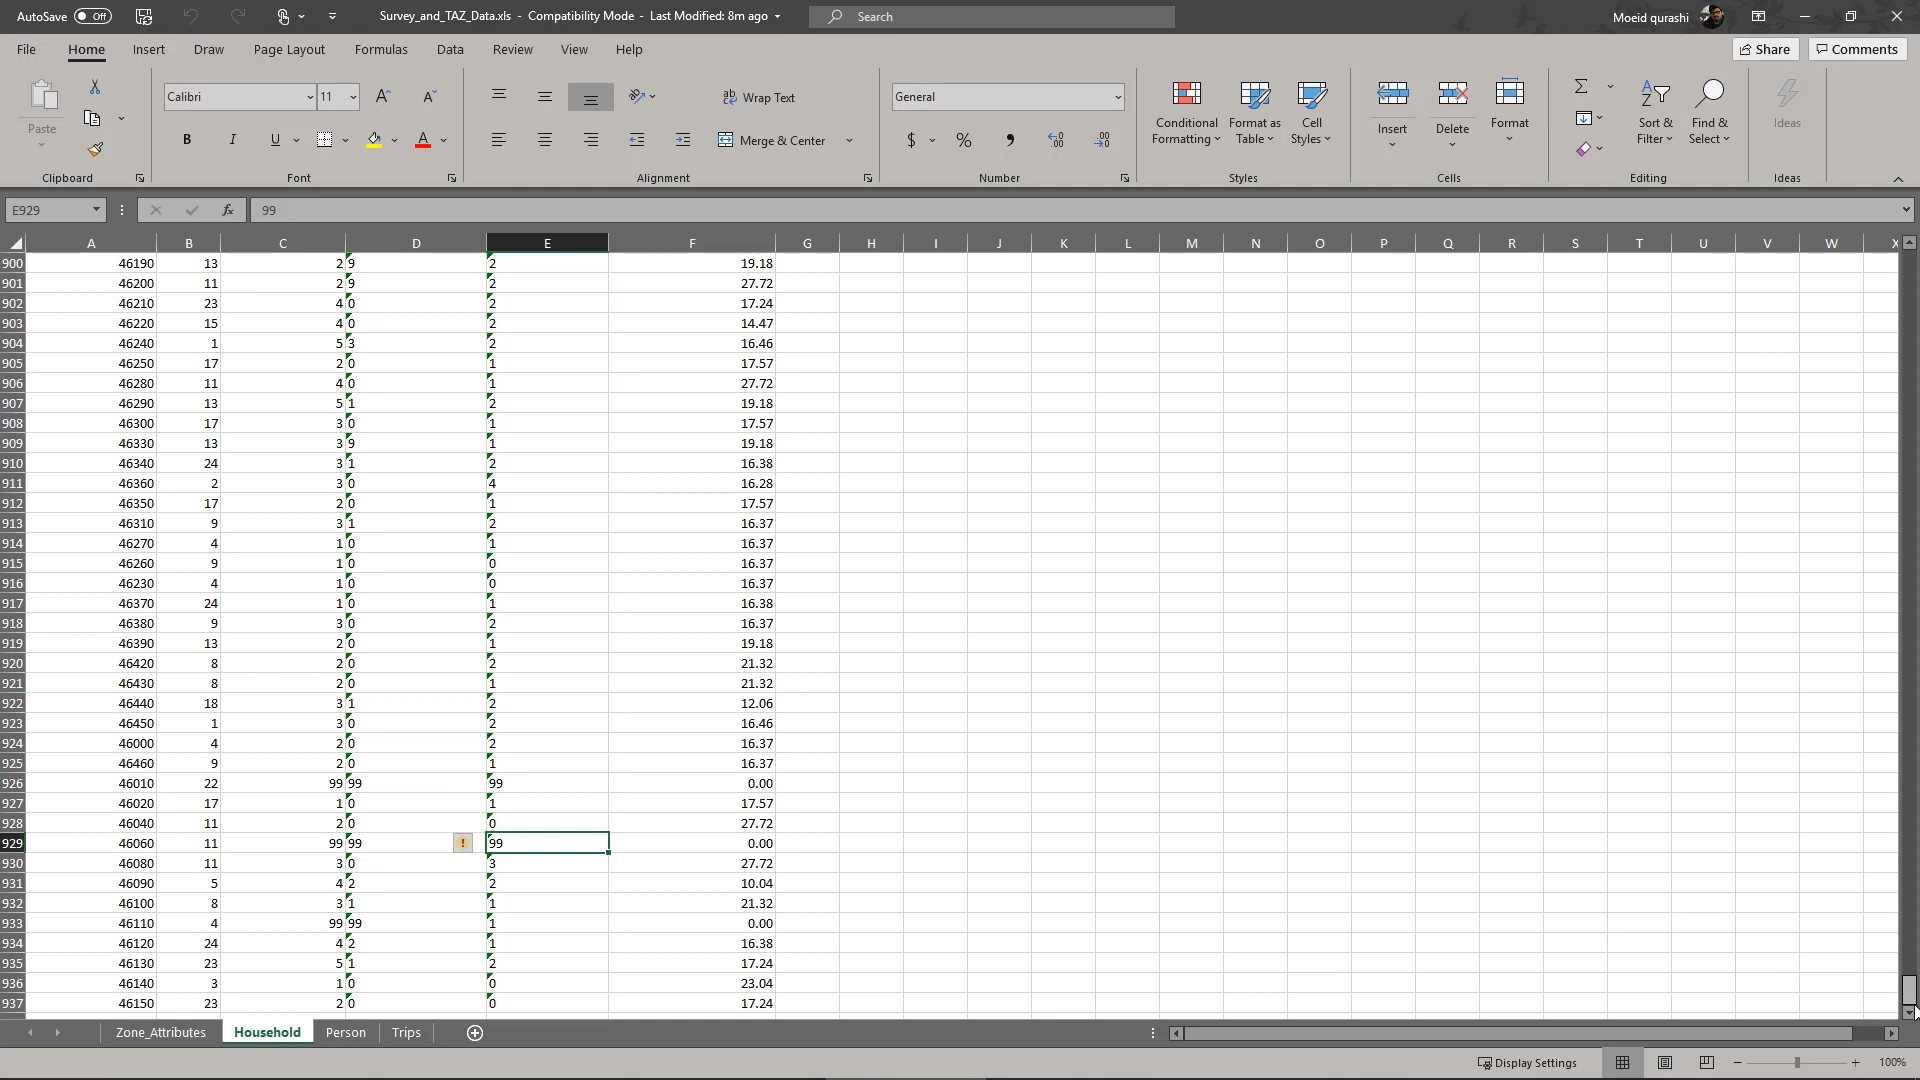 AutoSave Off Survey_and_TAZ_Data.xls - Compatibility Mode - Last Modified: 8m ago Search Moeid qurashi
File Home Insert Draw Page Layout Formulas Data Review View Help Share Comments
Paste Calibri 11 A A ab Wrap Text General Conditional Formatting Format as Table Cell Styles Insert Delete Format Σ Sort & Filter Find & Select Ideas
B I U A Merge & Center $ % ,
Clipboard Font Alignment Number Styles Cells Editing Ideas
E929 fx 99
A B C D E F G H I J K L M N O P Q R S T U V W X
900 46190 13 2 9 2 19.18
901 46200 11 2 9 2 27.72
902 46210 23 4 0 2 17.24
903 46220 15 4 0 2 14.47
904 46240 1 5 3 2 16.46
905 46250 17 2 0 1 17.57
906 46280 11 4 0 1 27.72
907 46290 13 5 1 2 19.18
908 46300 17 3 0 1 17.57
909 46330 13 3 9 1 19.18
910 46340 24 3 1 2 16.38
911 46360 2 3 0 4 16.28
912 46350 17 2 0 1 17.57
913 46310 9 3 1 2 16.37
914 46270 4 1 0 1 16.37
915 46260 9 1 0 0 16.37
916 46230 4 1 0 0 16.37
917 46370 24 1 0 1 16.38
918 46380 9 3 0 2 16.37
919 46390 13 2 0 1 19.18
920 46420 8 2 0 2 21.32
921 46430 8 2 0 1 21.32
922 46440 18 3 1 2 12.06
923 46450 1 3 0 2 16.46
924 46000 4 2 0 2 16.37
925 46460 9 2 0 1 16.37
926 46010 22 99 99 99 0.00
927 46020 17 1 0 1 17.57
928 46040 11 2 0 0 27.72
929 46060 11 99 99 ! 99 0.00
930 46080 11 3 0 3 27.72
931 46090 5 4 2 2 10.04
932 46100 8 3 1 1 21.32
933 46110 4 99 99 1 0.00
934 46120 24 4 2 1 16.38
935 46130 23 5 1 2 17.24
936 46140 3 1 0 0 23.04
937 46150 23 2 0 0 17.24
Zone_Attributes Household Person Trips
Display Settings 100%